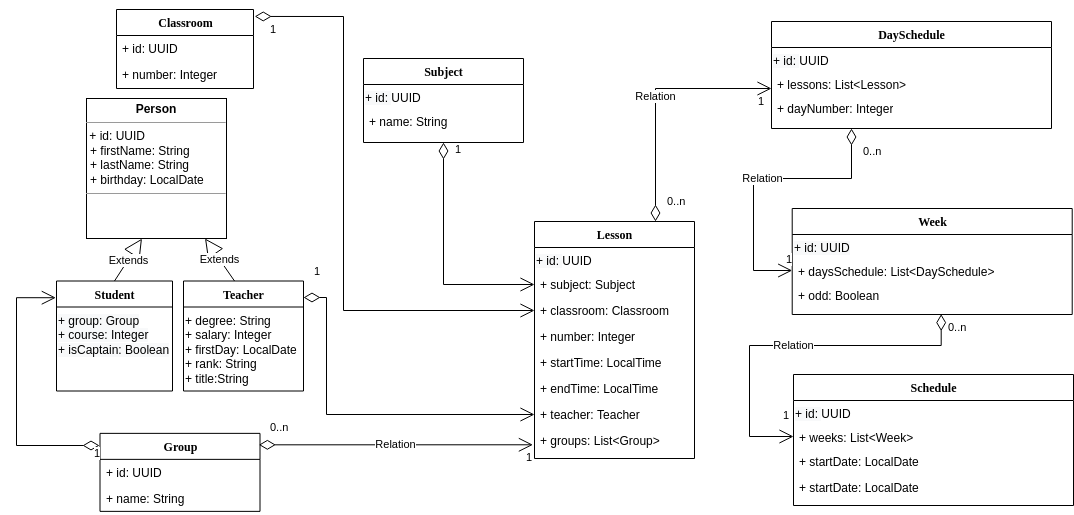 Classroom
+ id: UUID
+ number: Integer
1
Person
+ id: UUID
+ firstName: String
+ lastName: String
+ birthday: LocalDate
Extends
Extends
Student
+ group: Group
+ course: Integer
+ isCaptain: Boolean
Teacher
+ degree: String
+ salary: Integer
+ firstDay: LocalDate
+ rank: String
+ title:String
1
Group
+ id: UUID
+ name: String
1
0..n
Relation
1
Subject
+ id: UUID
+ name: String
1
Lesson
+ id: UUID
+ subject: Subject
+ classroom: Classroom
+ number: Integer
+ startTime: LocalTime
+ endTime: LocalTime
+ teacher: Teacher
+ groups: List<Group>
0..n
Relation
1
DaySchedule
+ id: UUID
+ lessons: List<Lesson>
+ dayNumber: Integer
0..n
Relation
1
Week
+ id: UUID
+ daysSchedule: List<DaySchedule>
+ odd: Boolean
0..n
Relation
1
Schedule
+ id: UUID
+ weeks: List<Week>
+ startDate: LocalDate
+ startDate: LocalDate